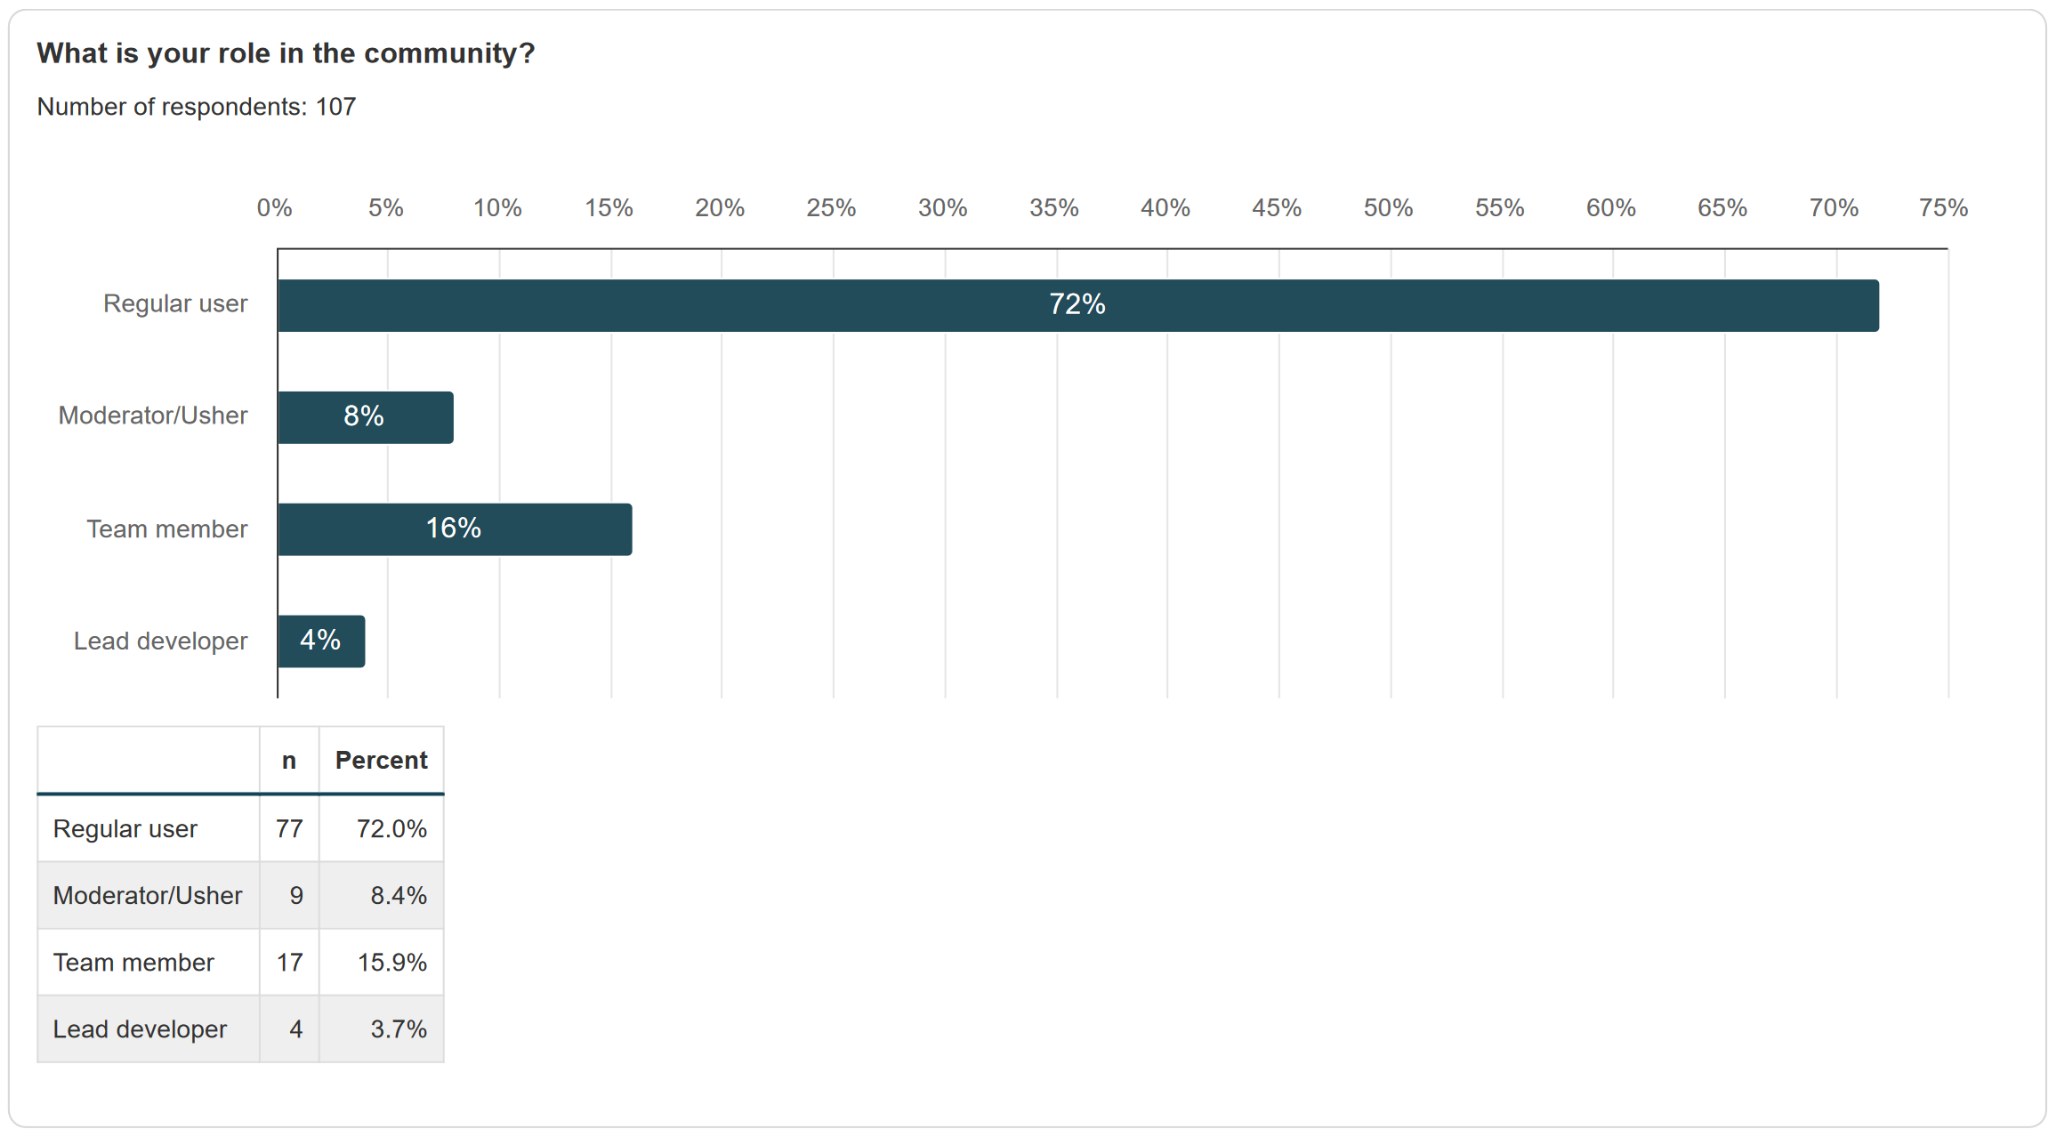 What is your role in the community?
Number of respondents: 107
0% 5% 10% 15% 20% 25% 30% 35% 40% 45% 50% 55% 60% 65% 70% 75%
Regular user 72%
Moderator/Usher 8%
Team member 16%
Lead developer 4%
n Percent
Regular user 77 72.0%
Moderator/Usher 9 8.4%
Team member 17 15.9%
Lead developer 4 3.7%